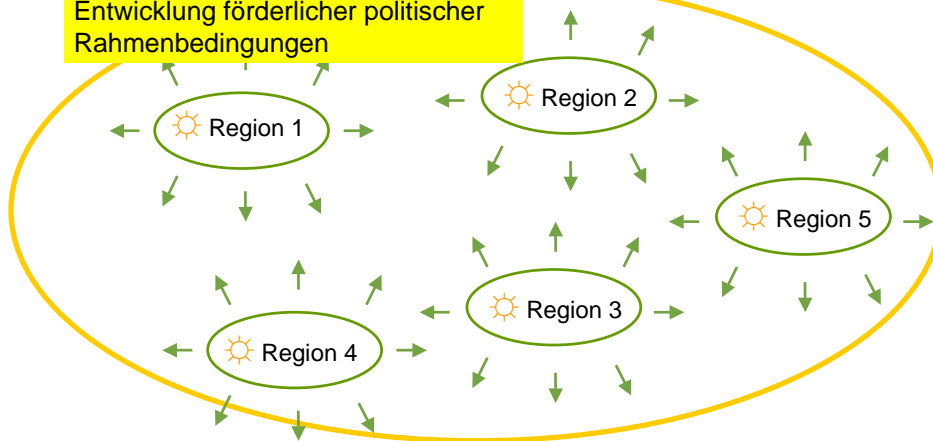 Entwicklung förderlicher politischer
Rahmenbedingungen
Region 2
Region 1
Region 5
Region 3
Region 4